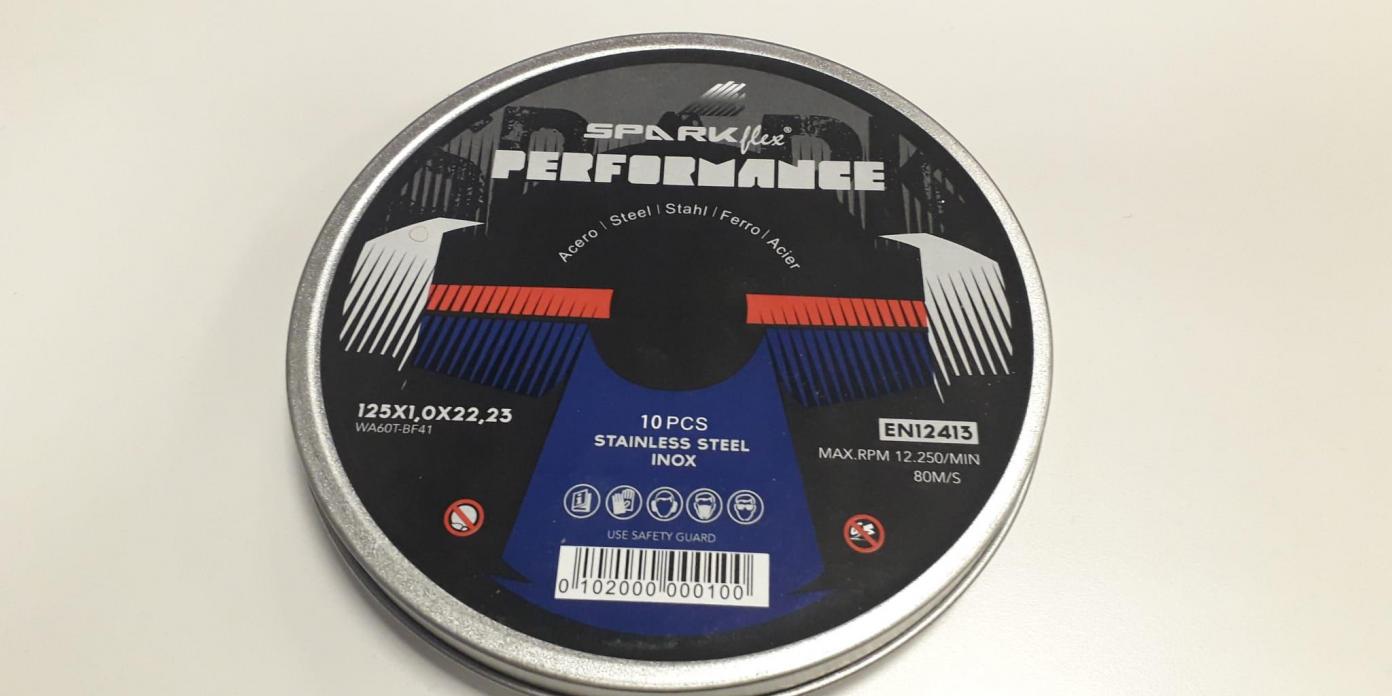 SPARKflex®
PERFORMANCE
Acero | Steel | Stahl | Ferro | Acier
125X1,0X22,23
WA60T-BF41
10 PCS
STAINLESS STEEL
INOX
EN12413
MAX.RPM 12.250/MIN
80M/S
USE SAFETY GUARD
0 102000 000100